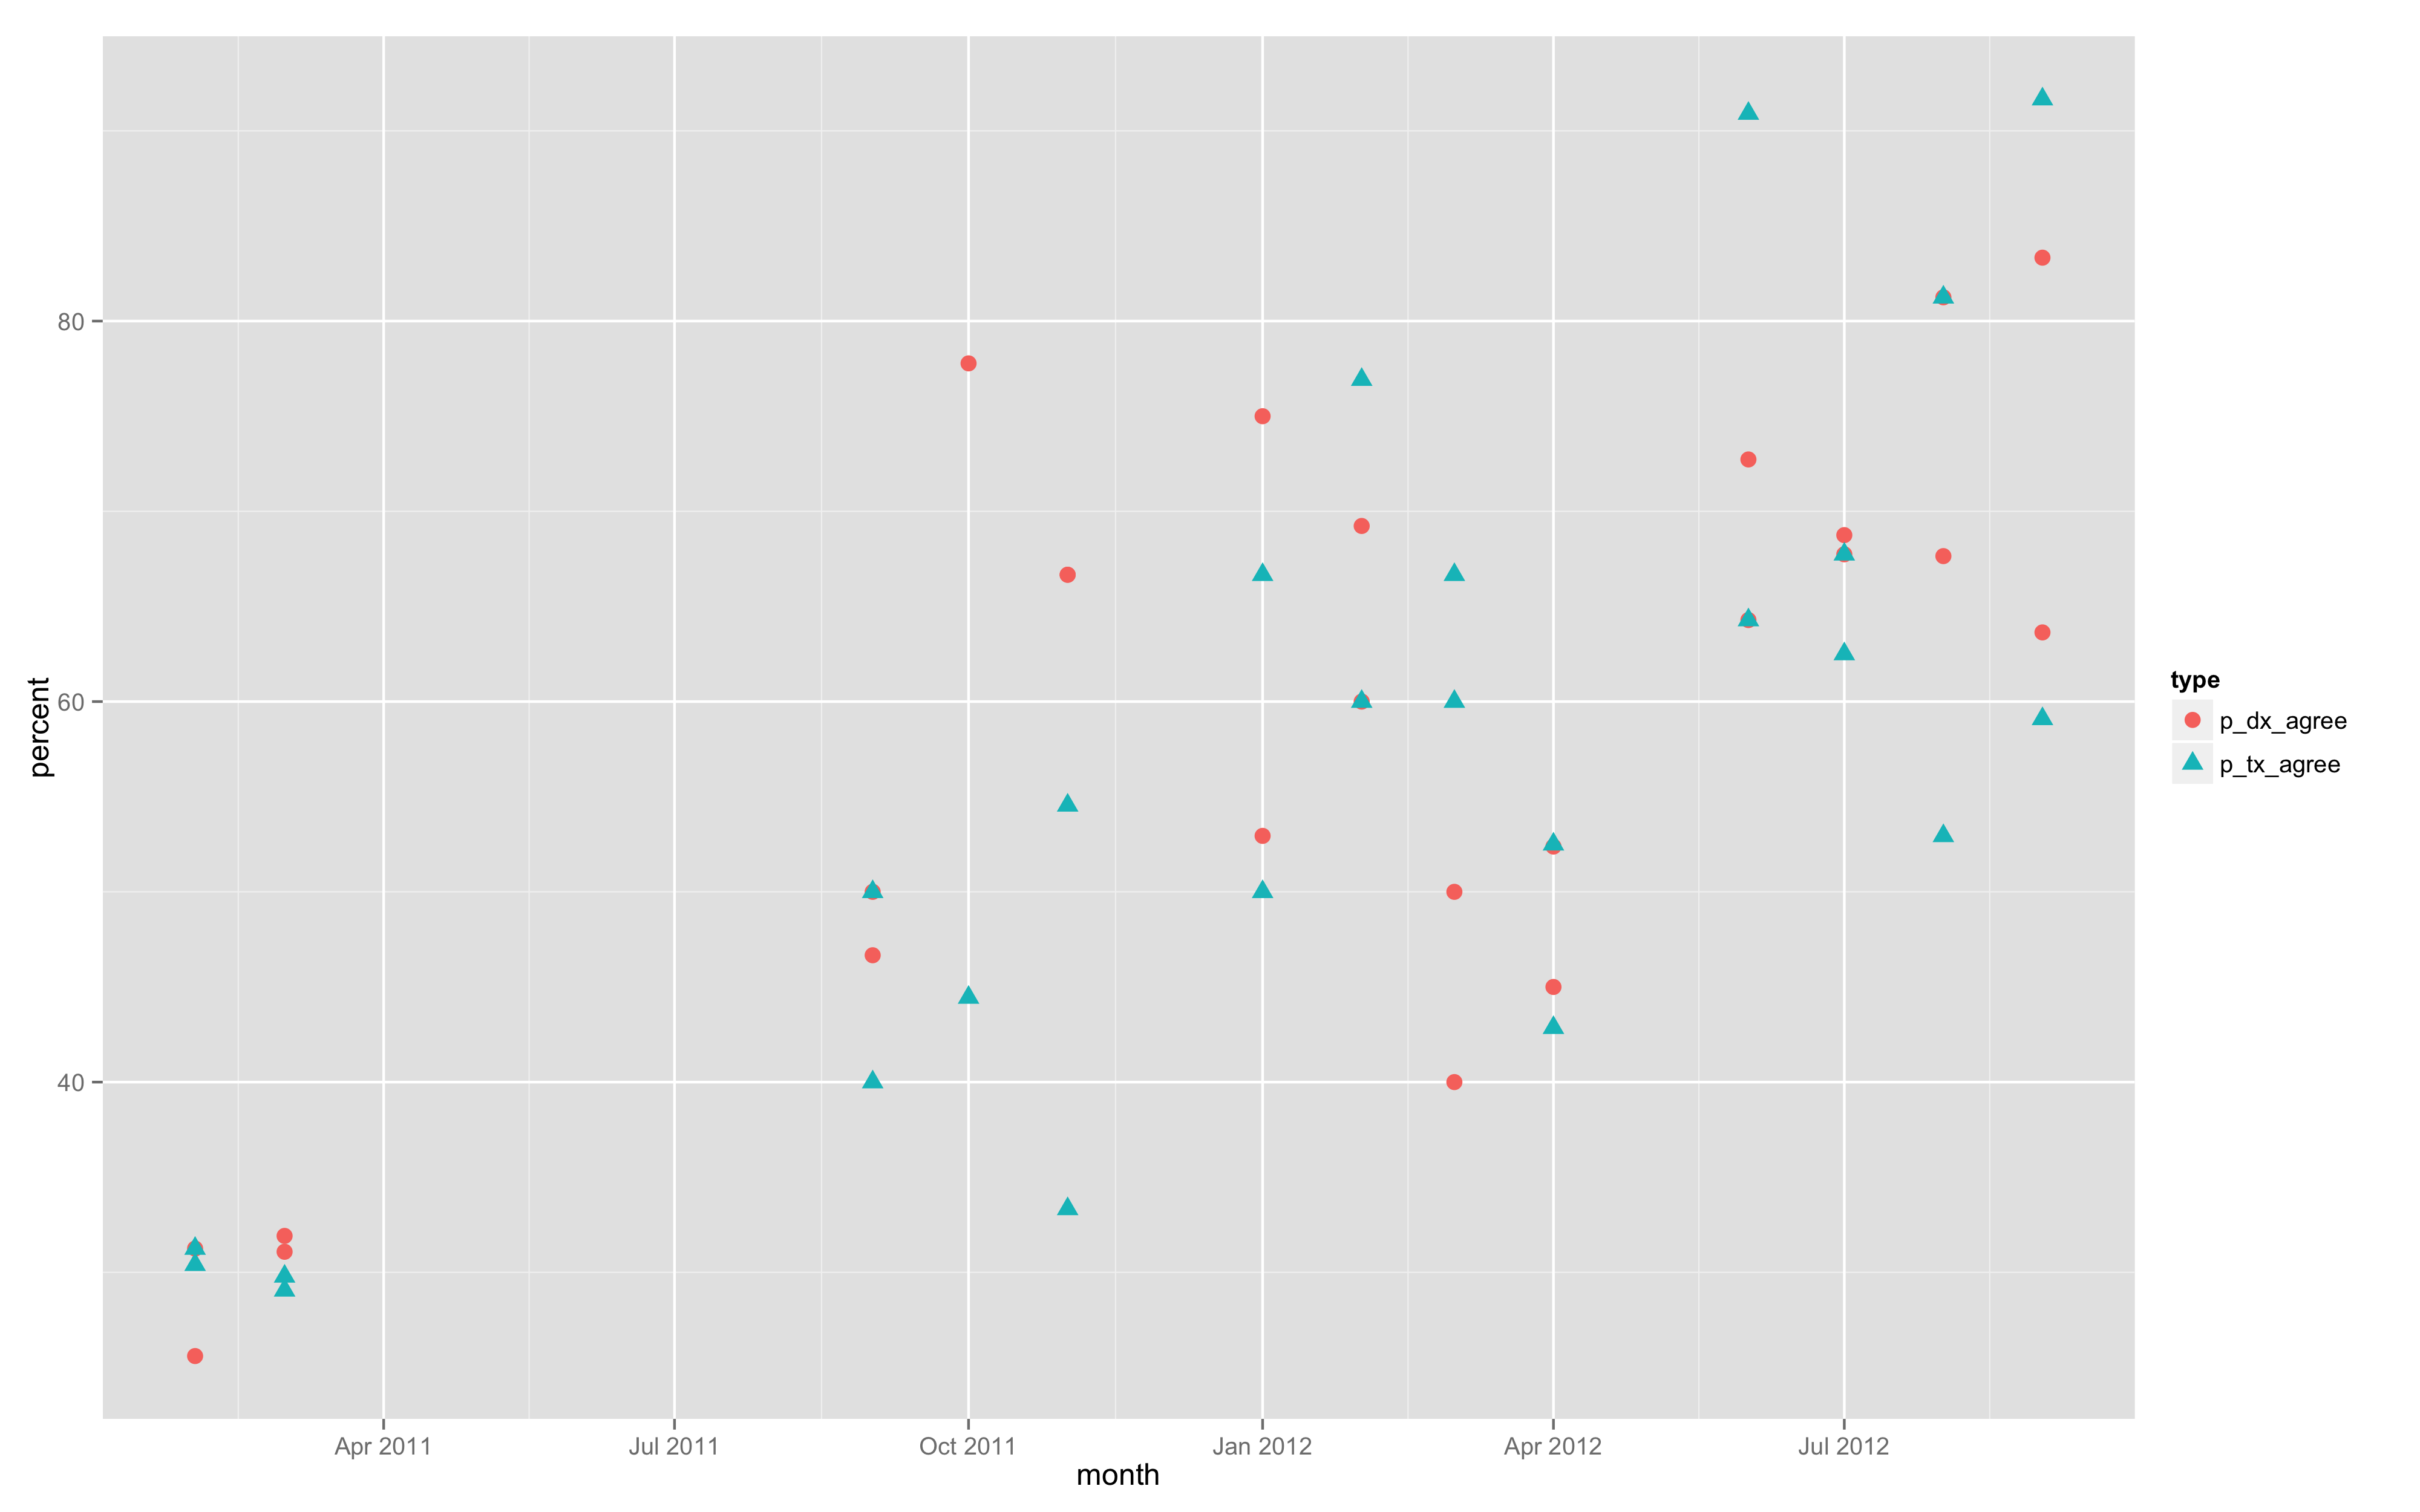 80
60
40
percent
Apr 2011
Jul 2011
Oct 2011
Jan 2012
Apr 2012
Jul 2012
month
type
p_dx_agree
p_tx_agree